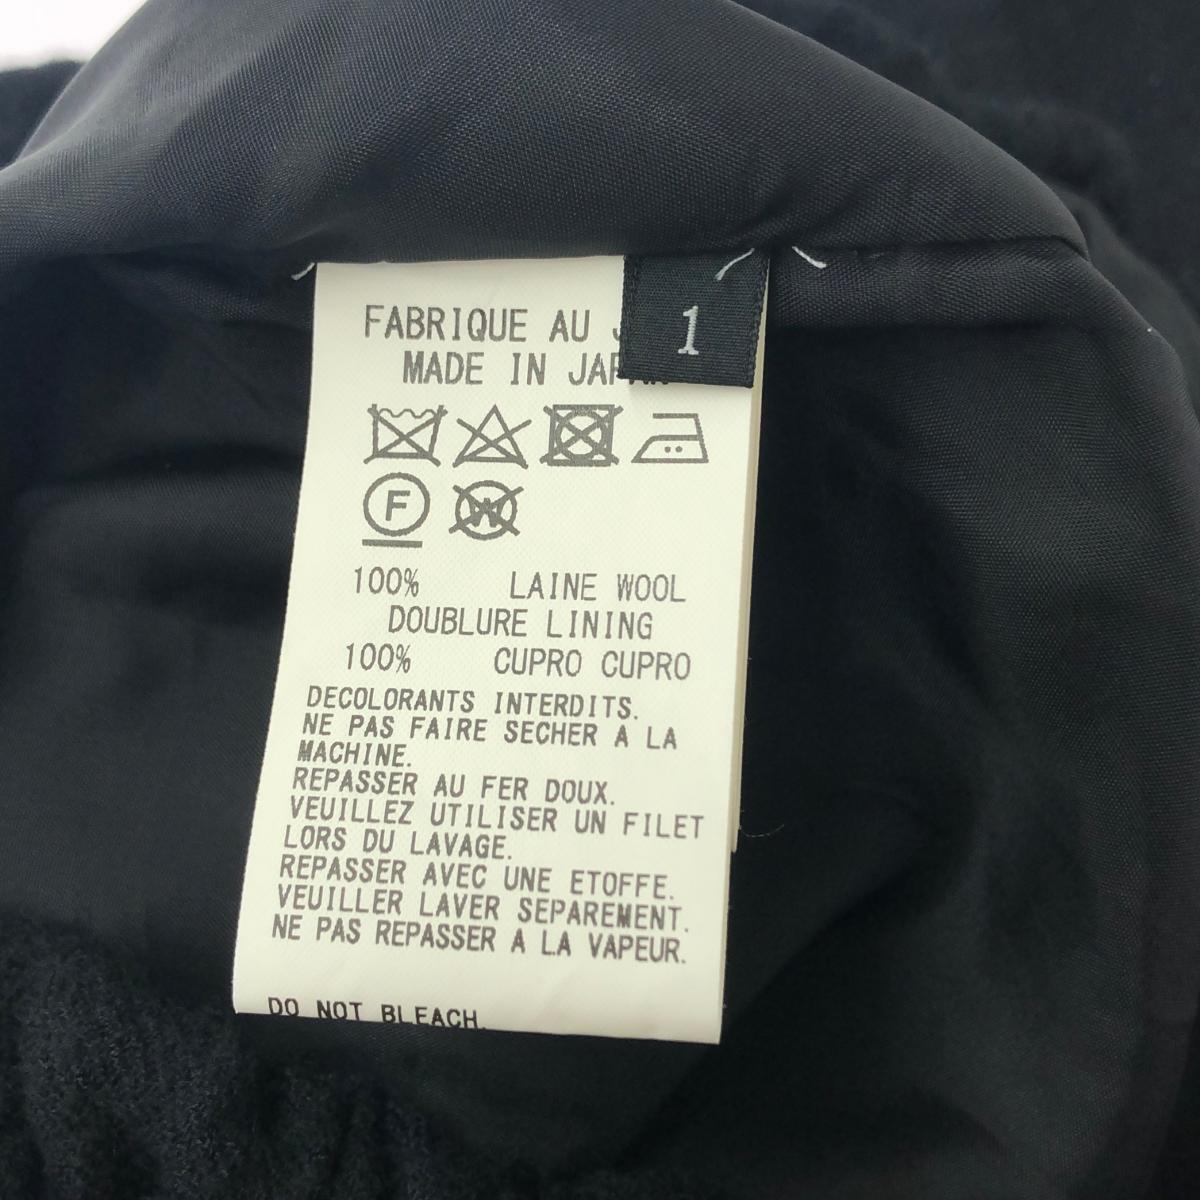 FABRIQUE AU
1
MADE IN JAPAN
F
W
100% LAINE WOOL
DOUBLURE LINING
100% CUPRO CUPRO
DECOLORANTS INTERDITS.
NE PAS FAIRE SECHER A LA
MACHINE.
REPASSER AU FER DOUX.
VEUILLEZ UTILISER UN FILET
LORS DU LAVAGE.
REPASSER AVEC UNE ETOFFE.
VEUILLER LAVER SEPAREMENT.
NE PAS REPASSER A LA VAPEUR.
DO NOT BLEACH.